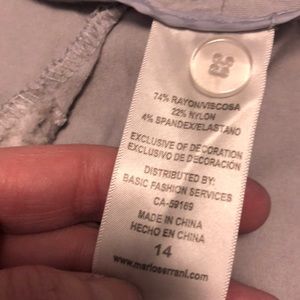 74% RAYON/VISCOSA
22% NYLON
4% SPANDEX/ELASTANO
EXCLUSIVE OF DECORATION
EXCLUSIVO DE DECORACIÓN
DISTRIBUTED BY:
BASIC FASHION SERVICES
CA-59169
MADE IN CHINA
HECHO EN CHINA
14
www.marioserrani.com